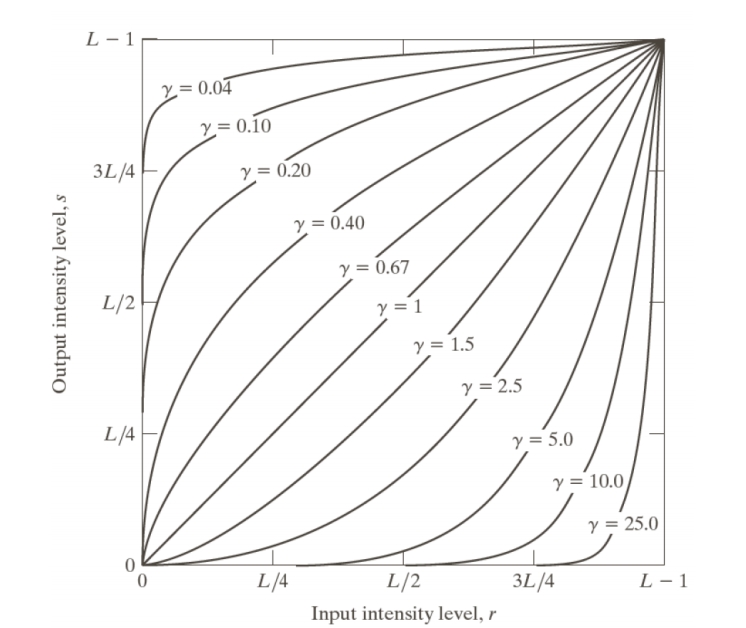 L − 1
γ = 0.04
γ = 0.10
3L/4
γ = 0.20
γ = 0.40
γ = 0.67
L/2
γ = 1
γ = 1.5
γ = 2.5
L/4
γ = 5.0
γ = 10.0
γ = 25.0
0
Output intensity level, s
0 L/4 L/2 3L/4 L − 1
Input intensity level, r